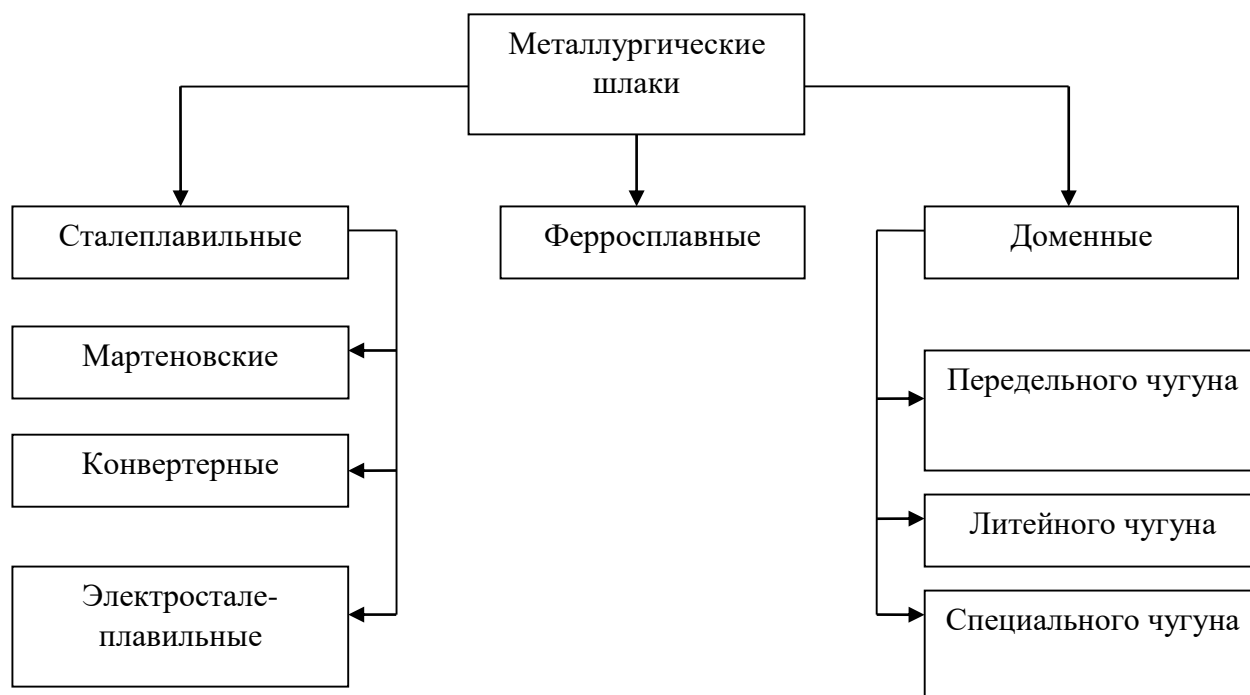 Металлургические
шлаки
Сталеплавильные
Ферросплавные
Доменные
Мартеновские
Передельного чугуна
Конвертерные
Литейного чугуна
Электростале-
плавильные
Специального чугуна